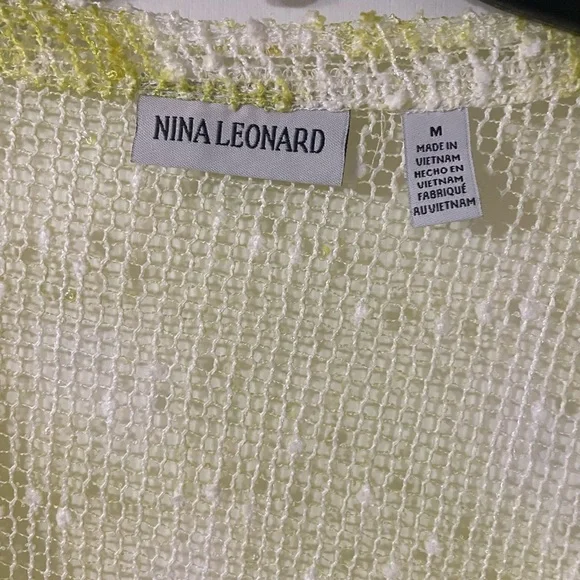 NINA LEONARD
M
MADE IN
VIETNAM
HECHO EN
VIETNAM
FABRIQUÉ
AU VIETNAM